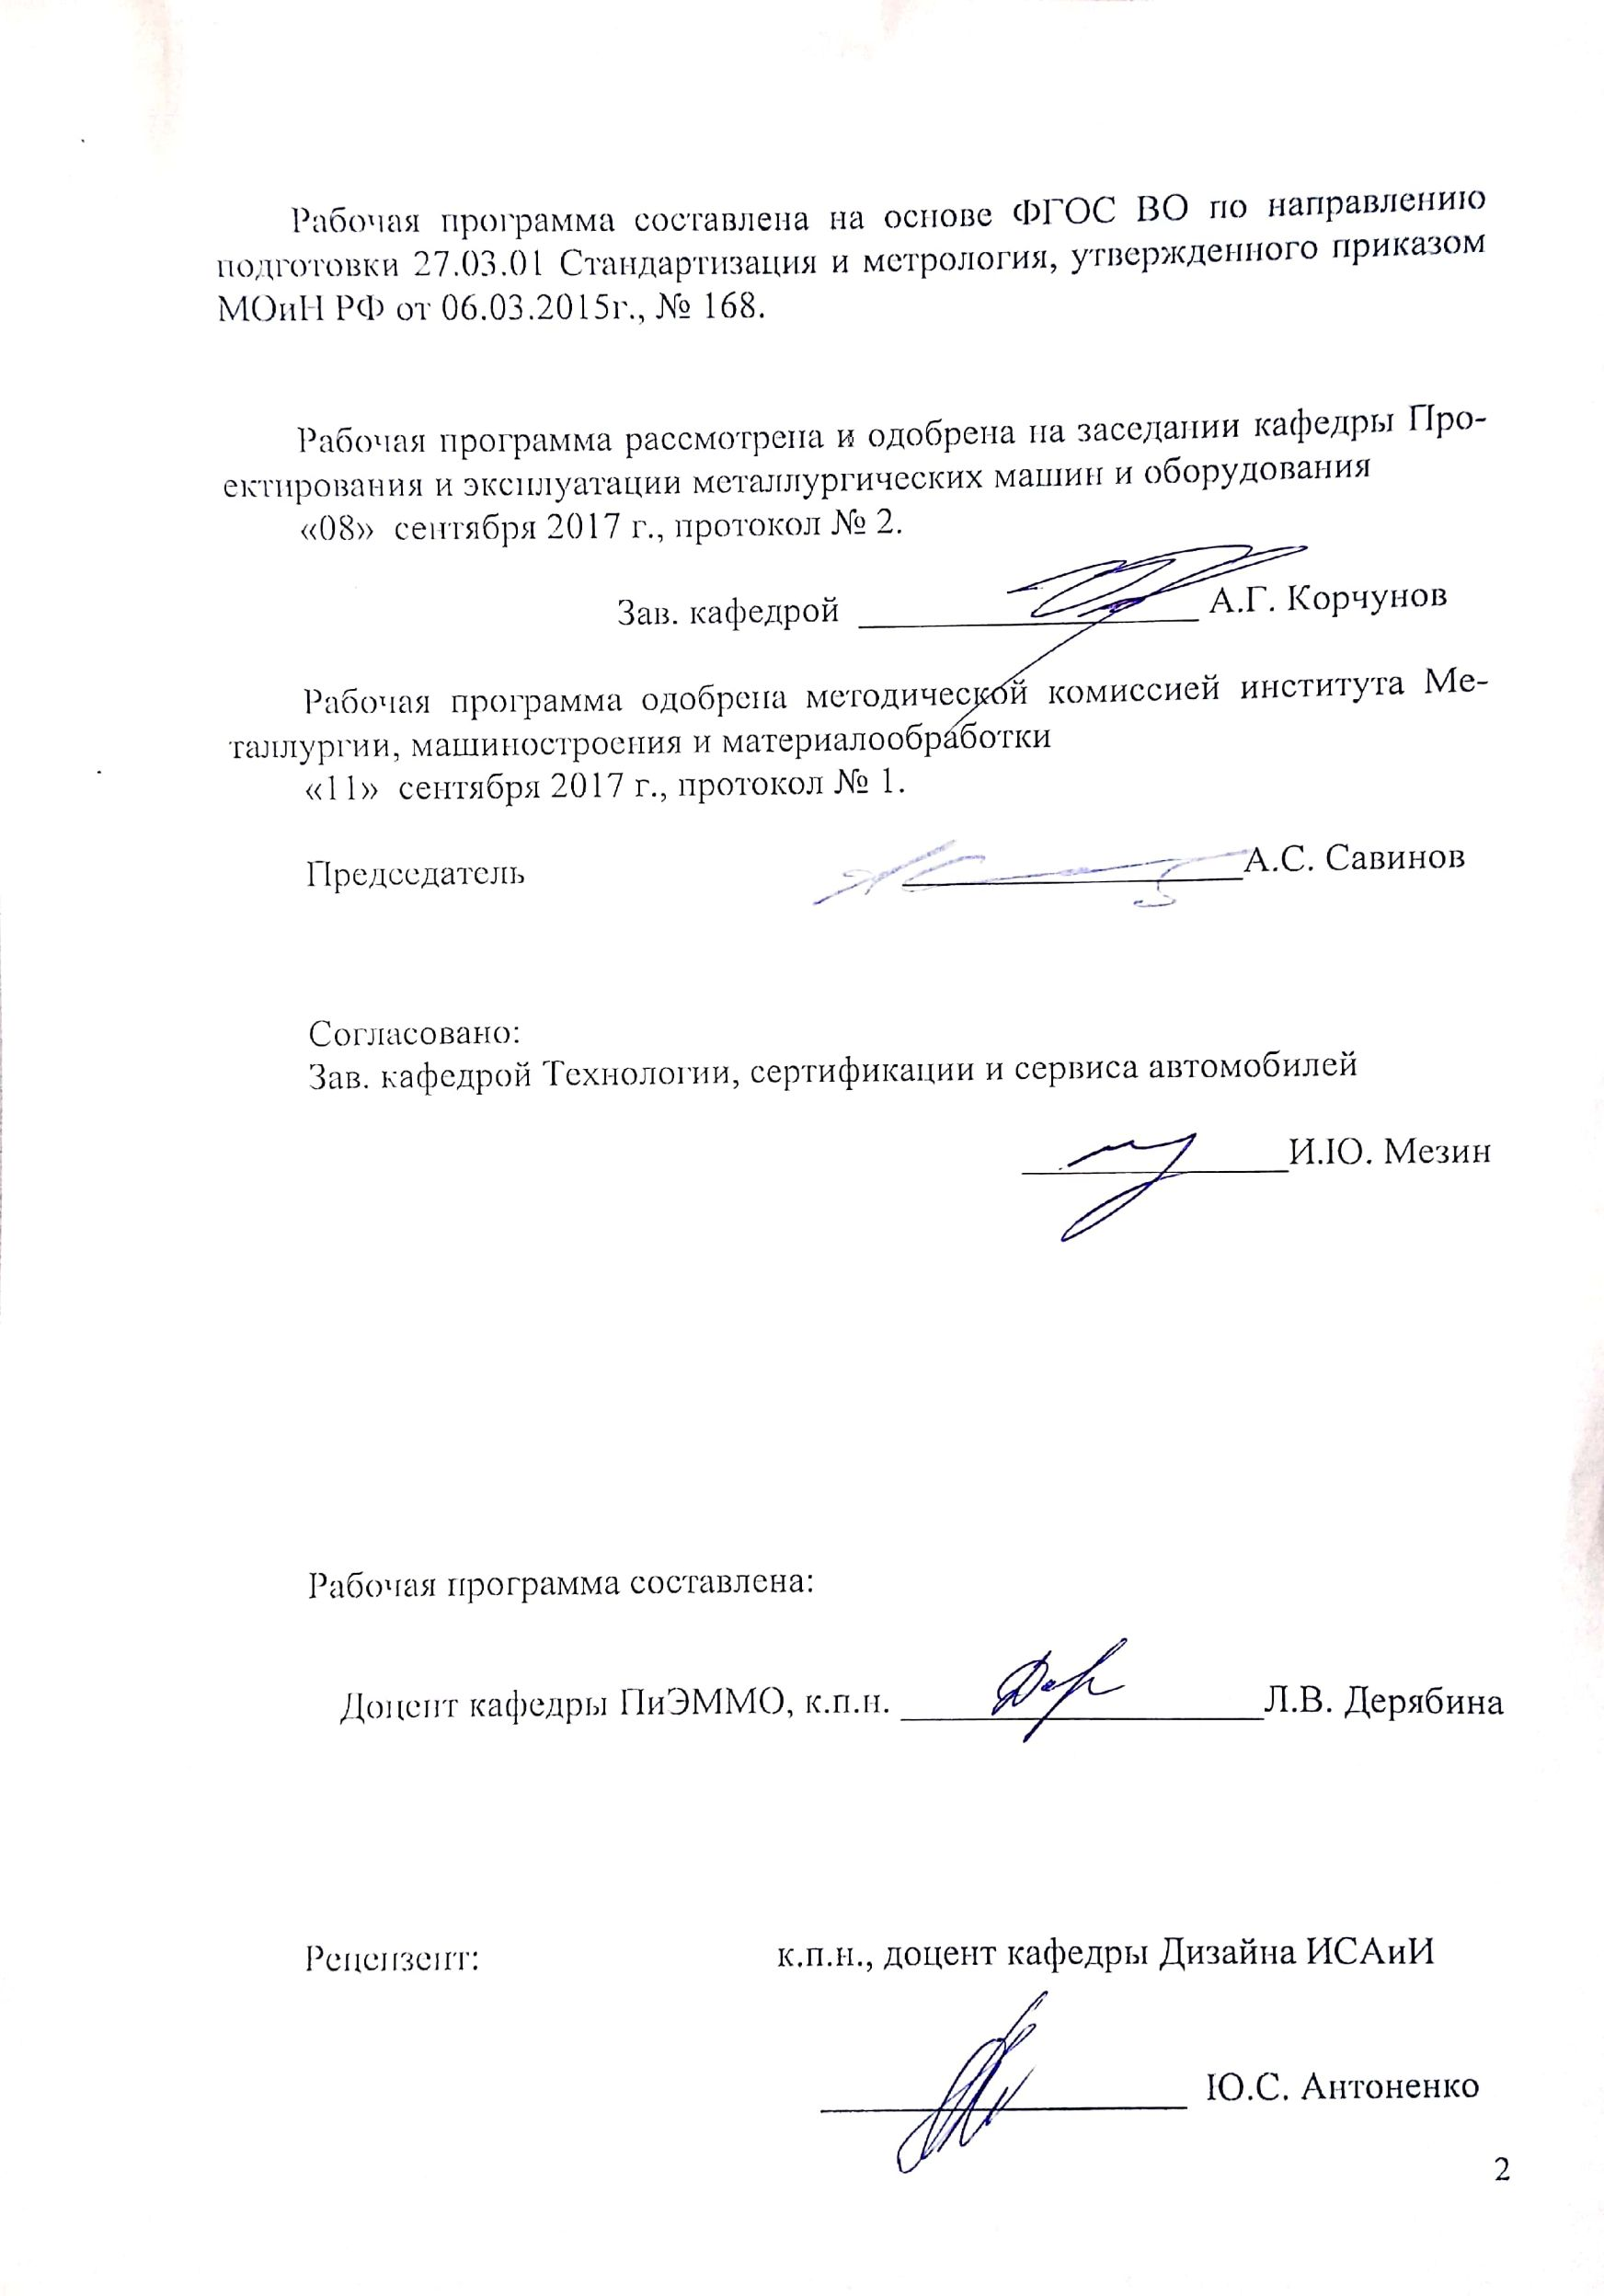 Рабочая программа составлена на основе ФГОС ВО по направлению
подготовки 27.03.01 Стандартизация и метрология, утвержденного приказом
МОиН РФ от 06.03.2015г., № 168.
Рабочая программа рассмотрена и одобрена на заседании кафедры Про-
ектирования и эксплуатации металлургических машин и оборудования
«08» сентября 2017 г., протокол № 2.
Зав. кафедрой А.Г. Корчунов
Рабочая программа одобрена методической комиссией института Ме-
таллургии, машиностроения и материалообработки
«11» сентября 2017 г., протокол № 1.
Председатель А.С. Савинов
Согласовано:
Зав. кафедрой Технологии, сертификации и сервиса автомобилей
И.Ю. Мезин
Рабочая программа составлена:
Доцент кафедры ПиЭММО, к.п.н. Л.В. Дерябина
Рецензент: к.п.н., доцент кафедры Дизайна ИСАиИ
Ю.С. Антоненко
2